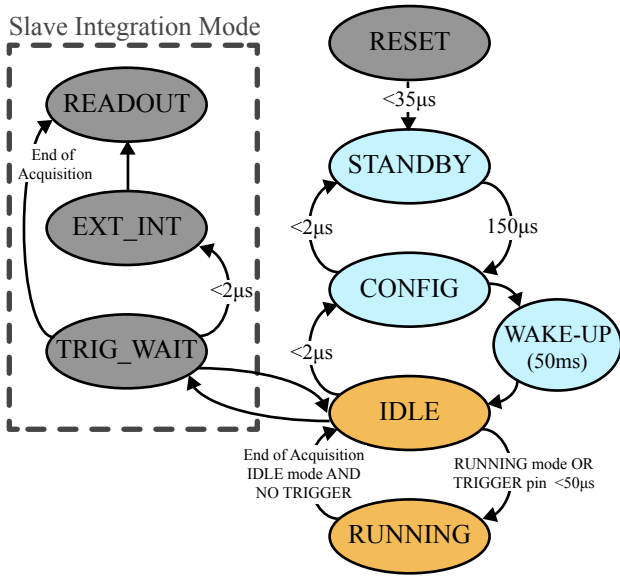 Slave Integration Mode
READOUT
End of
Acquisition
EXT_INT
<2μs
TRIG_WAIT
RESET
<35μs
STANDBY
<2μs
150μs
CONFIG
WAKE-UP
(50ms)
<2μs
IDLE
End of Acquisition
IDLE mode AND
NO TRIGGER
RUNNING mode OR
TRIGGER pin <50μs
RUNNING